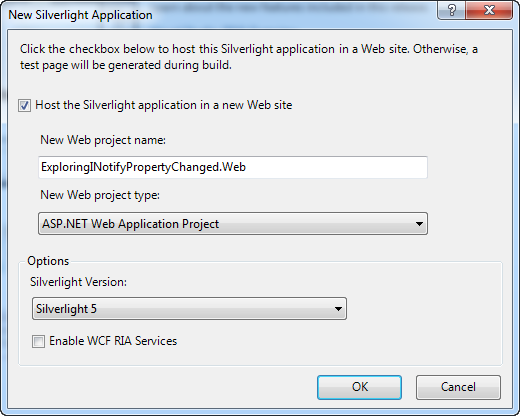 New Silverlight Application
Click the checkbox below to host this Silverlight application in a Web site. Otherwise, a
test page will be generated during build.
Host the Silverlight application in a new Web site
New Web project name:
ExploringINotifyPropertyChanged.Web
New Web project type:
ASP.NET Web Application Project
Options
Silverlight Version:
Silverlight 5
Enable WCF RIA Services
OK
Cancel